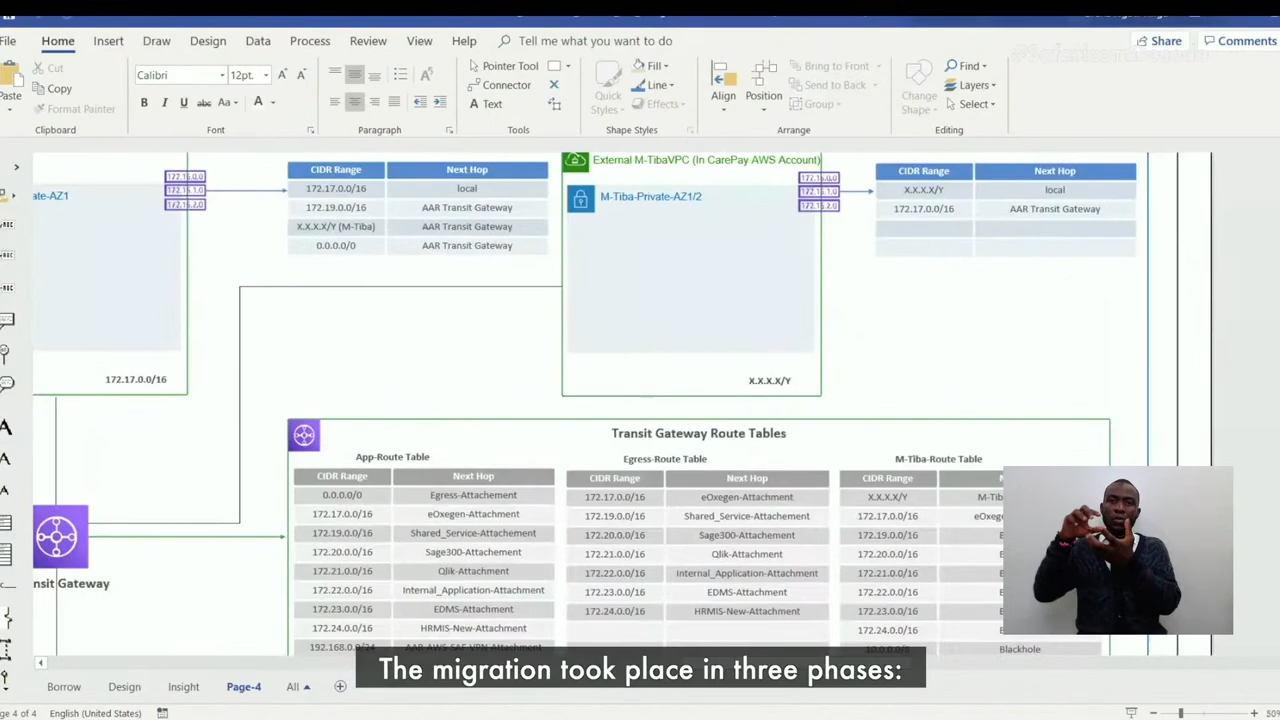 File Home Insert Draw Design Data Process Review View Help Tell me what you want to do Share Comments
Cut
Copy
Format Painter
Paste
Clipboard
Calibri 12pt.
B I U abc Aa A
Font
Paragraph
Pointer Tool
Connector
Text
Tools
Quick Styles
Fill
Line
Effects
Shape Styles
Align
Position
Bring to Front
Send to Back
Group
Arrange
Change Shape
Find
Layers
Select
Editing
ate-AZ1
172.17.0.0/16
CIDR Range Next Hop
172.17.0.0/16 local
172.19.0.0/16 AAR Transit Gateway
X.X.X.X/Y (M-Tiba) AAR Transit Gateway
0.0.0.0/0 AAR Transit Gateway
External M-TibaVPC (In CarePay AWS Account)
M-Tiba-Private-AZ1/2
X.X.X.X/Y
CIDR Range Next Hop
X.X.X.X/Y local
172.17.0.0/16 AAR Transit Gateway
nsit Gateway
Transit Gateway Route Tables
App-Route Table
CIDR Range Next Hop
0.0.0.0/0 Egress-Attachement
172.17.0.0/16 eOxegen-Attachment
172.19.0.0/16 Shared_Service-Attachement
172.20.0.0/16 Sage300-Attachement
172.21.0.0/16 Qlik-Attachment
172.22.0.0/16 Internal_Application-Attachment
172.23.0.0/16 EDMS-Attachment
172.24.0.0/16 HRMIS-New-Attachment
Egress-Route Table
CIDR Range Next Hop
172.17.0.0/16 eOxegen-Attachment
172.19.0.0/16 Shared_Service-Attachement
172.20.0.0/16 Sage300-Attachement
172.21.0.0/16 Qlik-Attachment
172.22.0.0/16 Internal_Application-Attachment
172.23.0.0/16 EDMS-Attachment
172.24.0.0/16 HRMIS-New-Attachment
M-Tiba-Route Table
CIDR Range
X.X.X.X/Y M-Tib
172.17.0.0/16 eOxeg
172.19.0.0/16
172.20.0.0/16
172.21.0.0/16
172.22.0.0/16
172.23.0.0/16
172.24.0.0/16
Blackhole
The migration took place in three phases:
Borrow Design Insight Page-4 All
4 of 4 English (United States) 50%